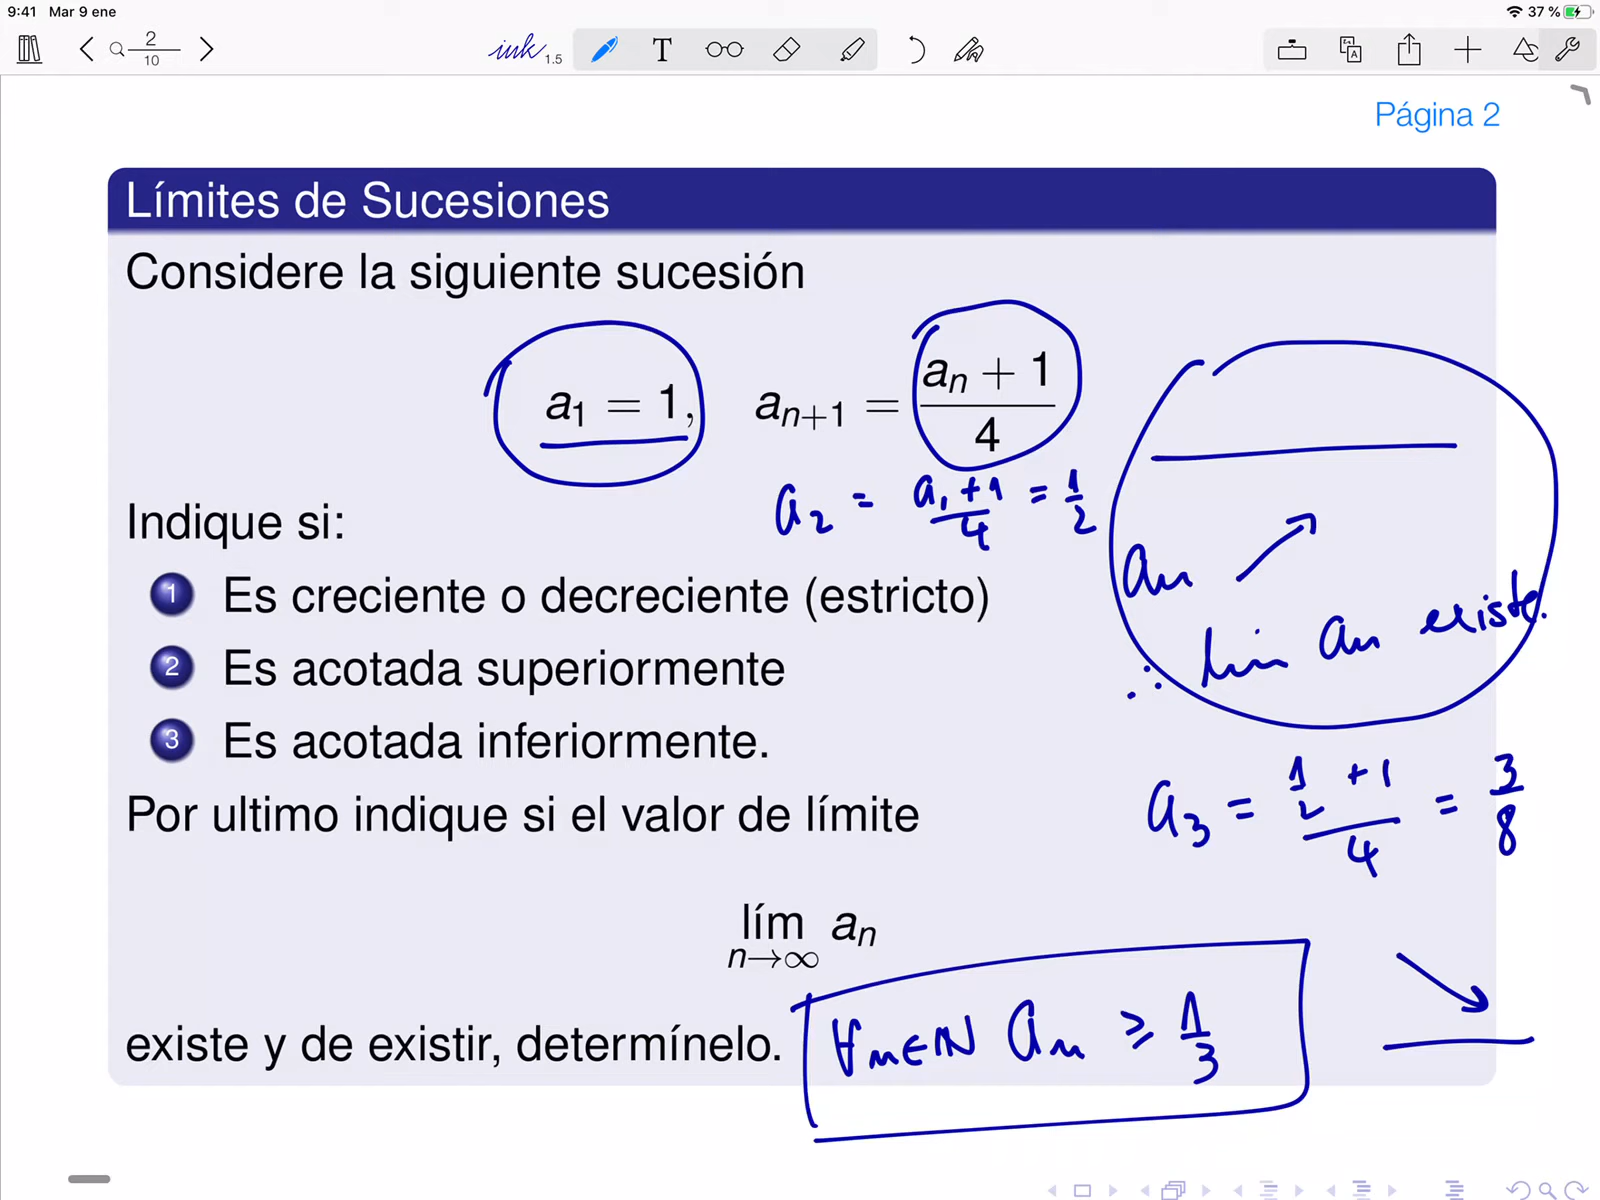 9:41 Mar 9 ene 37 %
2
10
ink 1.5 T
Página 2
Límites de Sucesiones
Considere la siguiente sucesión
a₁ = 1, aₙ₊₁ = (aₙ + 1)/4
a₂ = (a₁ + 1)/4 = 1/2
Indique si:
1 Es creciente o decreciente (estricto)
2 Es acotada superiormente
3 Es acotada inferiormente.
aₙ ↗
∴ lim aₙ existe.
Por ultimo indique si el valor de límite
a₃ = (1/2 + 1)/4 = 3/8
lím aₙ
n→∞
existe y de existir, determínelo.
∀n∈ℕ aₙ ≥ 1/3